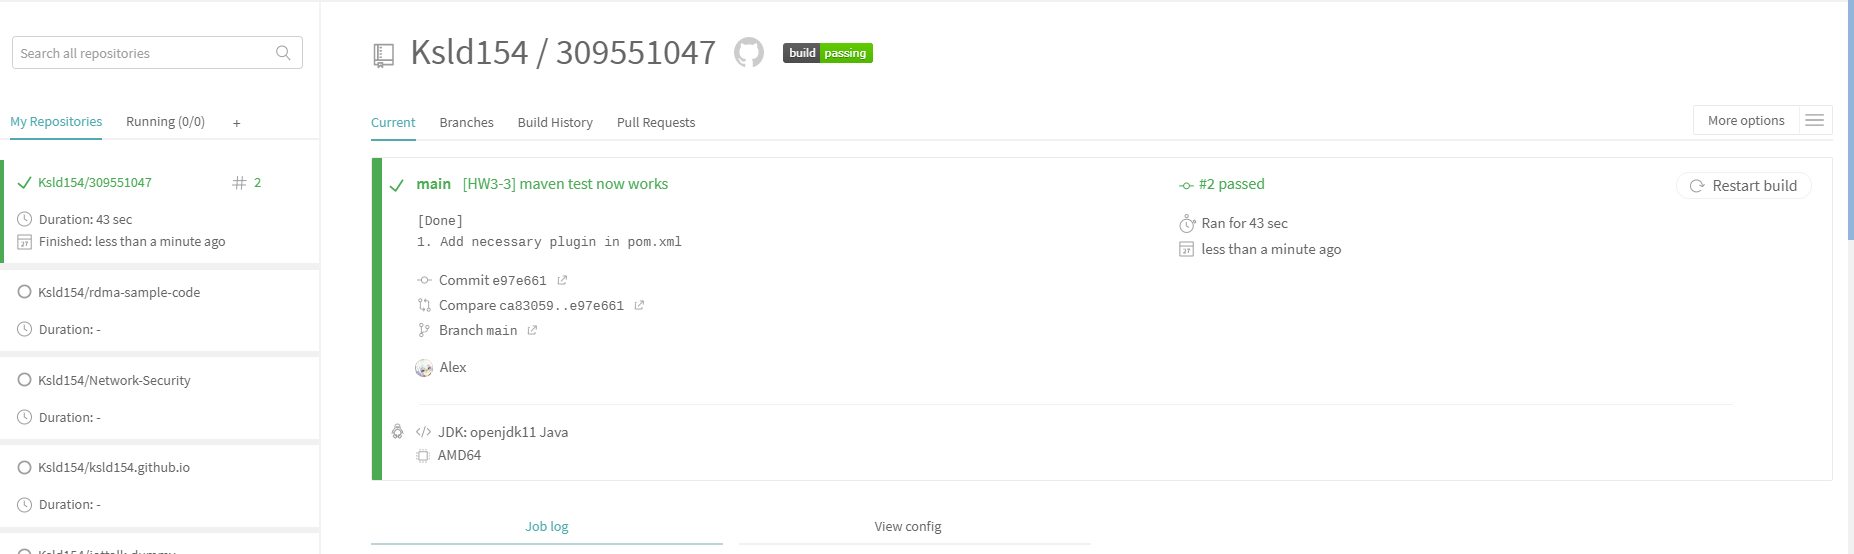 Search all repositories
My Repositories
Running (0/0)
+
Ksld154/309551047
# 2
Duration: 43 sec
27
Finished: less than a minute ago
Ksld154/rdma-sample-code
Duration: -
Ksld154/Network-Security
Duration: -
Ksld154/ksld154.github.io
Duration: -
Ksld154 / 309551047
build passing
Current
Branches
Build History
Pull Requests
More options
main [HW3-3] maven test now works
#2 passed
Restart build
[Done]
1. Add necessary plugin in pom.xml
Ran for 43 sec
27
less than a minute ago
Commit e97e661
Compare ca83059..e97e661
Branch main
Alex
</> JDK: openjdk11 Java
AMD64
Job log
View config